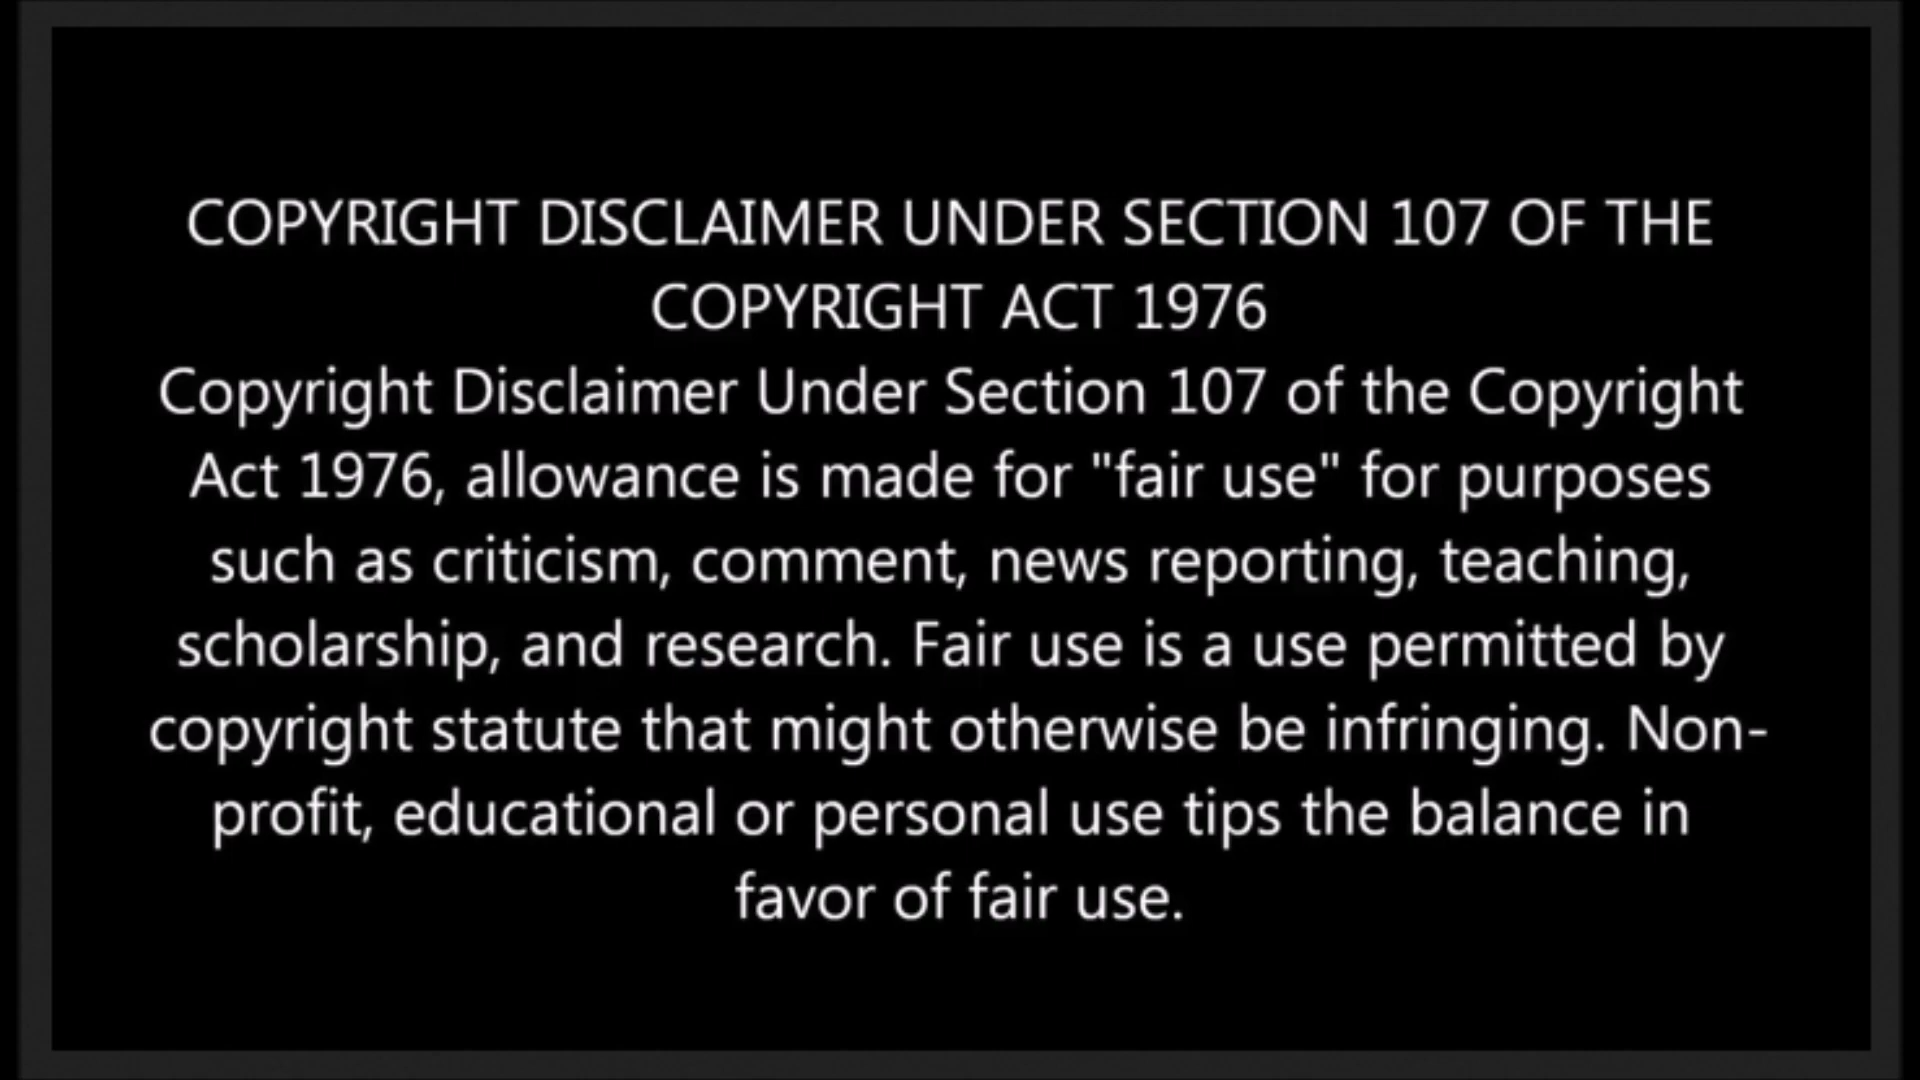 COPYRIGHT DISCLAIMER UNDER SECTION 107 OF THE
COPYRIGHT ACT 1976
Copyright Disclaimer Under Section 107 of the Copyright
Act 1976, allowance is made for "fair use" for purposes
such as criticism, comment, news reporting, teaching,
scholarship, and research. Fair use is a use permitted by
copyright statute that might otherwise be infringing. Non-
profit, educational or personal use tips the balance in
favor of fair use.